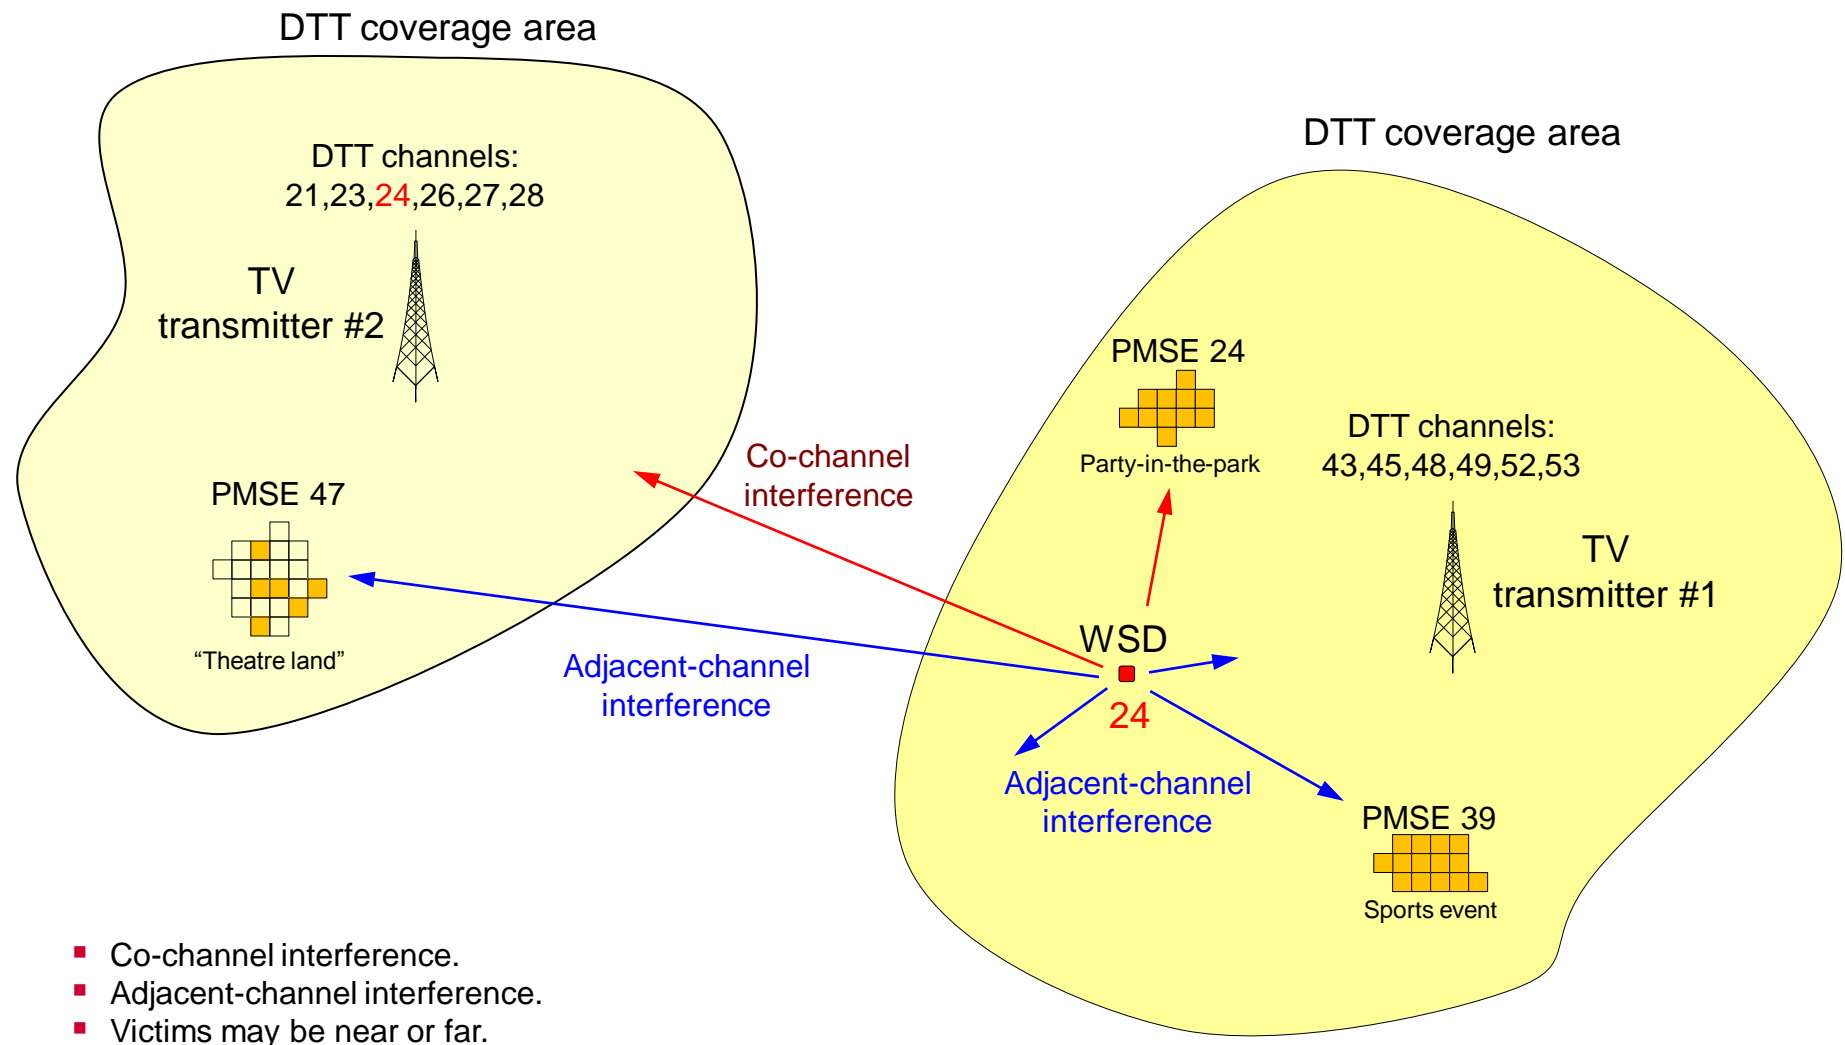 DTT coverage area
DTT channels:
21,23,24,26,27,28
TV
transmitter #2
PMSE 47
“Theatre land”
Co-channel
interference
Adjacent-channel
interference
DTT coverage area
PMSE 24
Party-in-the-park
DTT channels:
43,45,48,49,52,53
TV
transmitter #1
WSD
24
Adjacent-channel
interference
PMSE 39
Sports event
Co-channel interference.
Adjacent-channel interference.
Victims may be near or far.